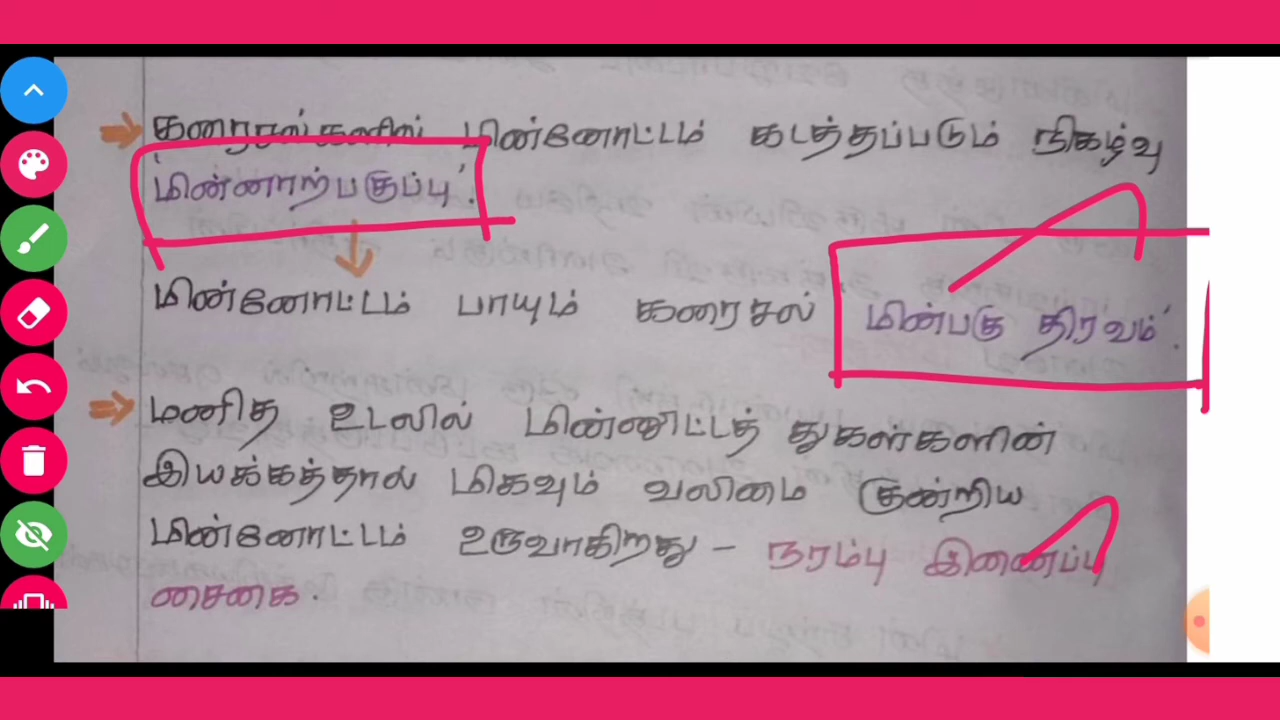 கரைசல்களில் மின்னோட்டம் கடத்தப்படும் நிகழ்வு
'மின்னாற்பகுப்பு'.
மின்னோட்டம் பாயும் கரைசல் 'மின்பகு திரவம்'.
மனித உடலில் மின்னூட்டத் துகள்களின்
இயக்கத்தால் மிகவும் வலிமை குன்றிய
மின்னோட்டம் உருவாகிறது - நரம்பு இணைப்பு
சைகை.